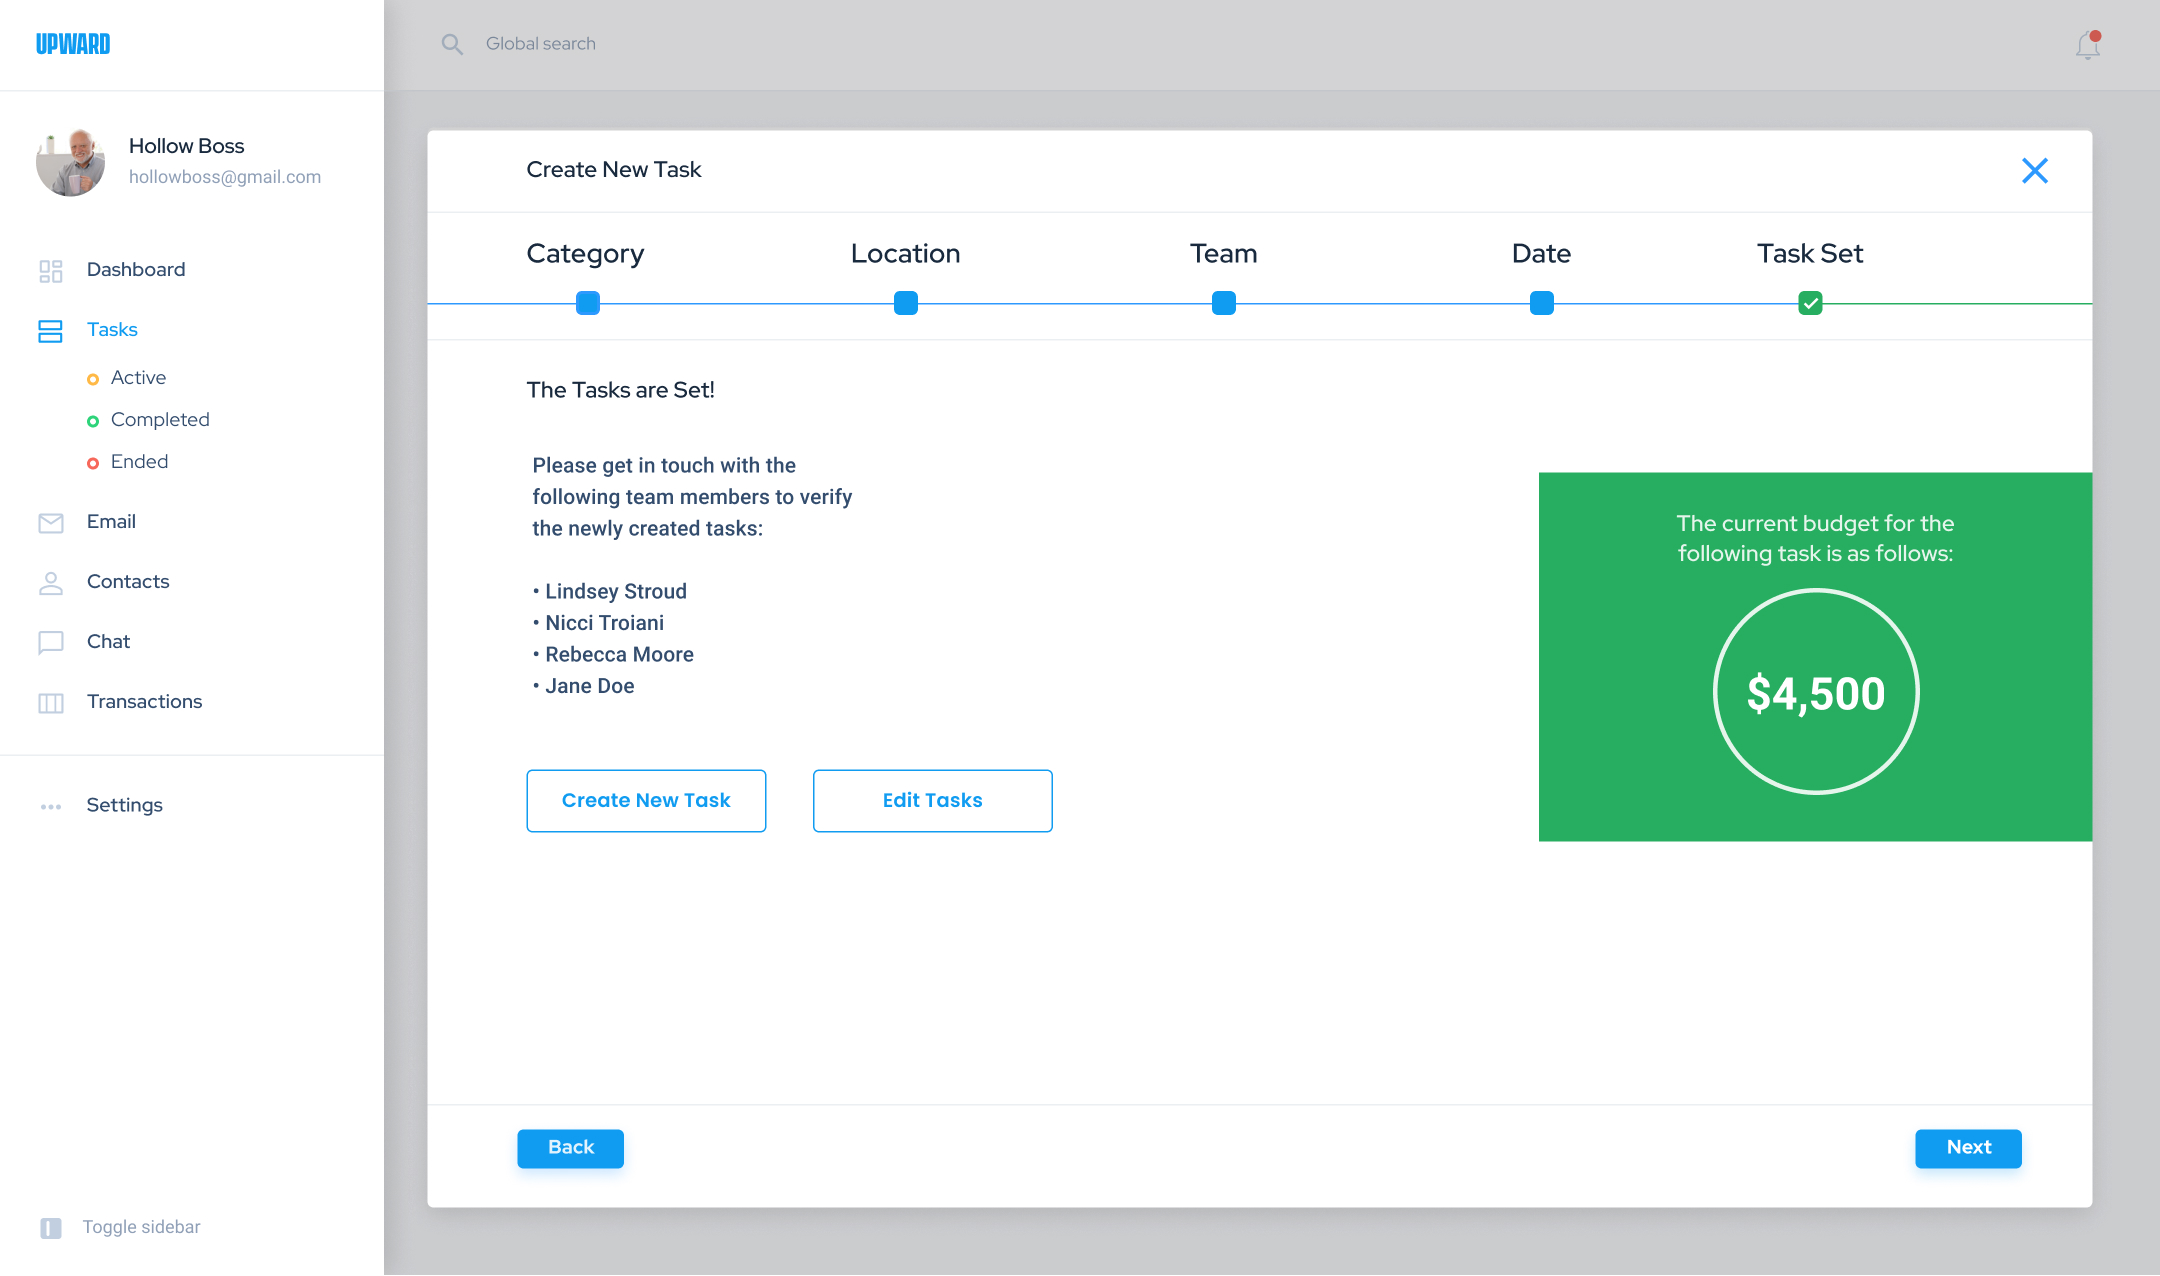 UPWARD
Global search
Hollow Boss
hollowboss@gmail.com
Dashboard
Tasks
Active
Completed
Ended
Email
Contacts
Chat
Transactions
Settings
Toggle sidebar
Create New Task
Category
Location
Team
Date
Task Set
The Tasks are Set!
Please get in touch with the
following team members to verify
the newly created tasks:
• Lindsey Stroud
• Nicci Troiani
• Rebecca Moore
• Jane Doe
Create New Task
Edit Tasks
The current budget for the
following task is as follows:
$4,500
Back
Next